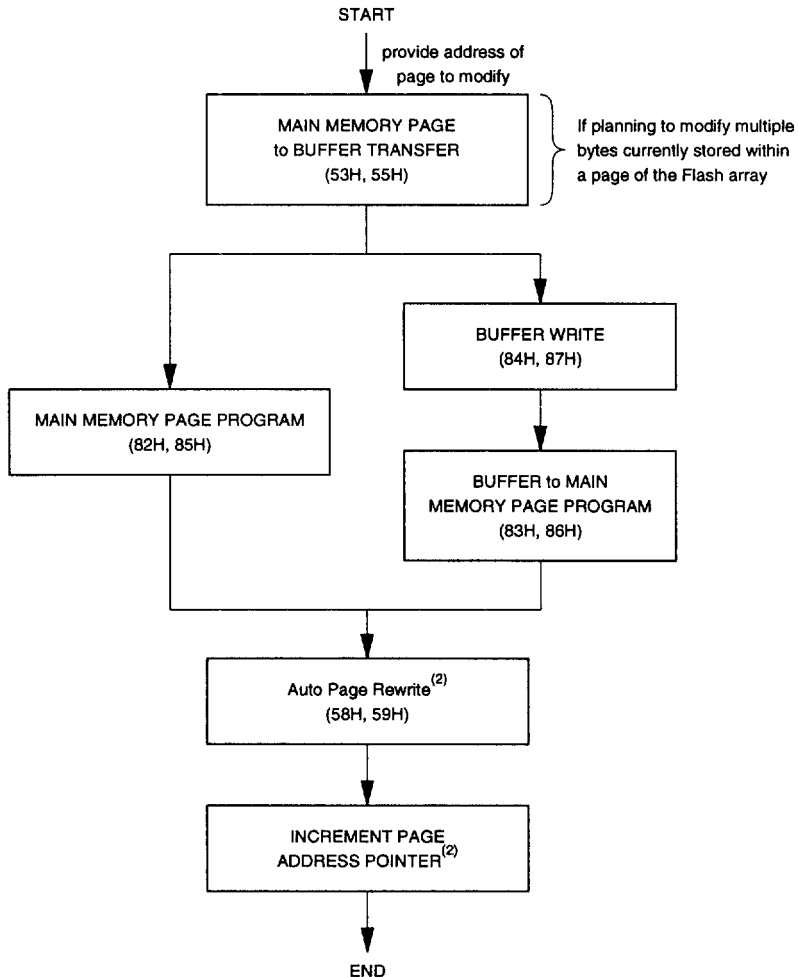 START
provide address of
page to modify
MAIN MEMORY PAGE
to BUFFER TRANSFER
(53H, 55H)
If planning to modify multiple
bytes currently stored within
a page of the Flash array
BUFFER WRITE
(84H, 87H)
MAIN MEMORY PAGE PROGRAM
(82H, 85H)
BUFFER to MAIN
MEMORY PAGE PROGRAM
(83H, 86H)
Auto Page Rewrite(2)
(58H, 59H)
INCREMENT PAGE
ADDRESS POINTER(2)
END